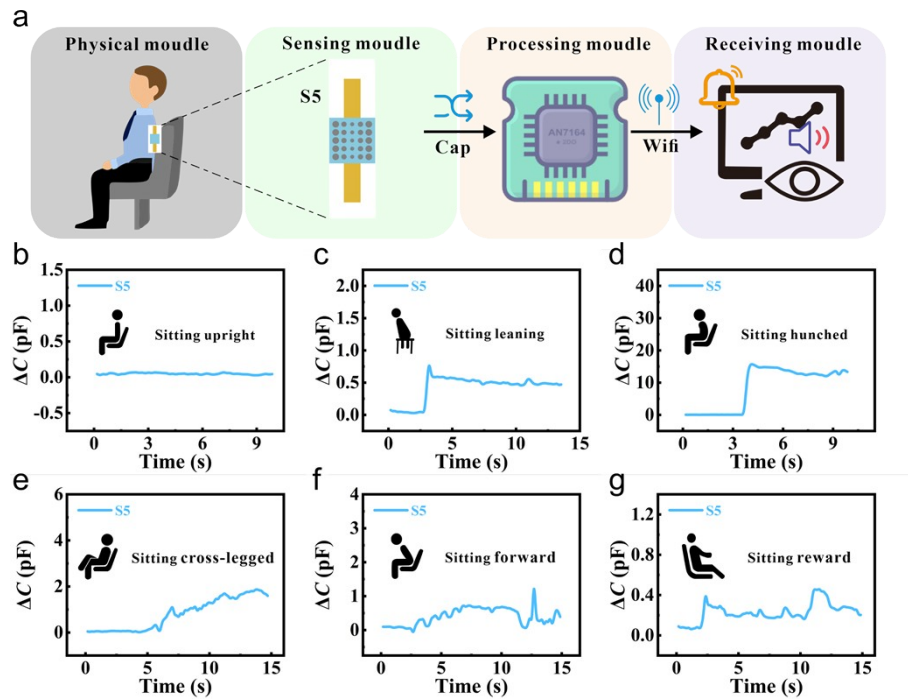 a
Physical moudle
Sensing moudle
Processing moudle
Receiving moudle
S5
Cap
AN7164
Wifi
b
1.5
1.0
0.5
0.0
-0.5
ΔC (pF)
S5
Sitting upright
0 3 6 9
Time (s)
c
2.0
1.5
1.0
0.5
0.0
ΔC (pF)
S5
Sitting leaning
0 5 10 15
Time (s)
d
40
30
20
10
0
ΔC (pF)
S5
Sitting hunched
0 3 6 9
Time (s)
e
6
4
2
0
ΔC (pF)
S5
Sitting cross-legged
0 5 10 15
Time (s)
f
4
3
2
1
0
ΔC (pF)
S5
Sitting forward
0 5 10 15
Time (s)
g
1.2
0.8
0.4
0.0
ΔC (pF)
S5
Sitting reward
0 5 10 15
Time (s)